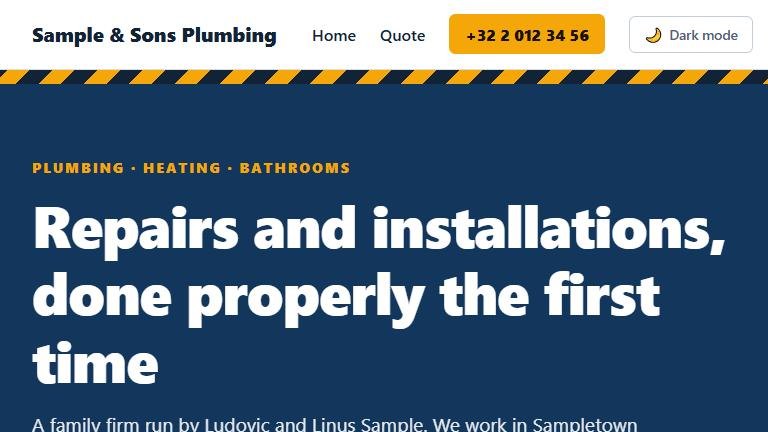 Sample & Sons Plumbing Home Quote +32 2 012 34 56 🌙 Dark mode
PLUMBING · HEATING · BATHROOMS
Repairs and installations,
done properly the first
time
A family firm run by Ludovic and Linus Sample. We work in Sampletown